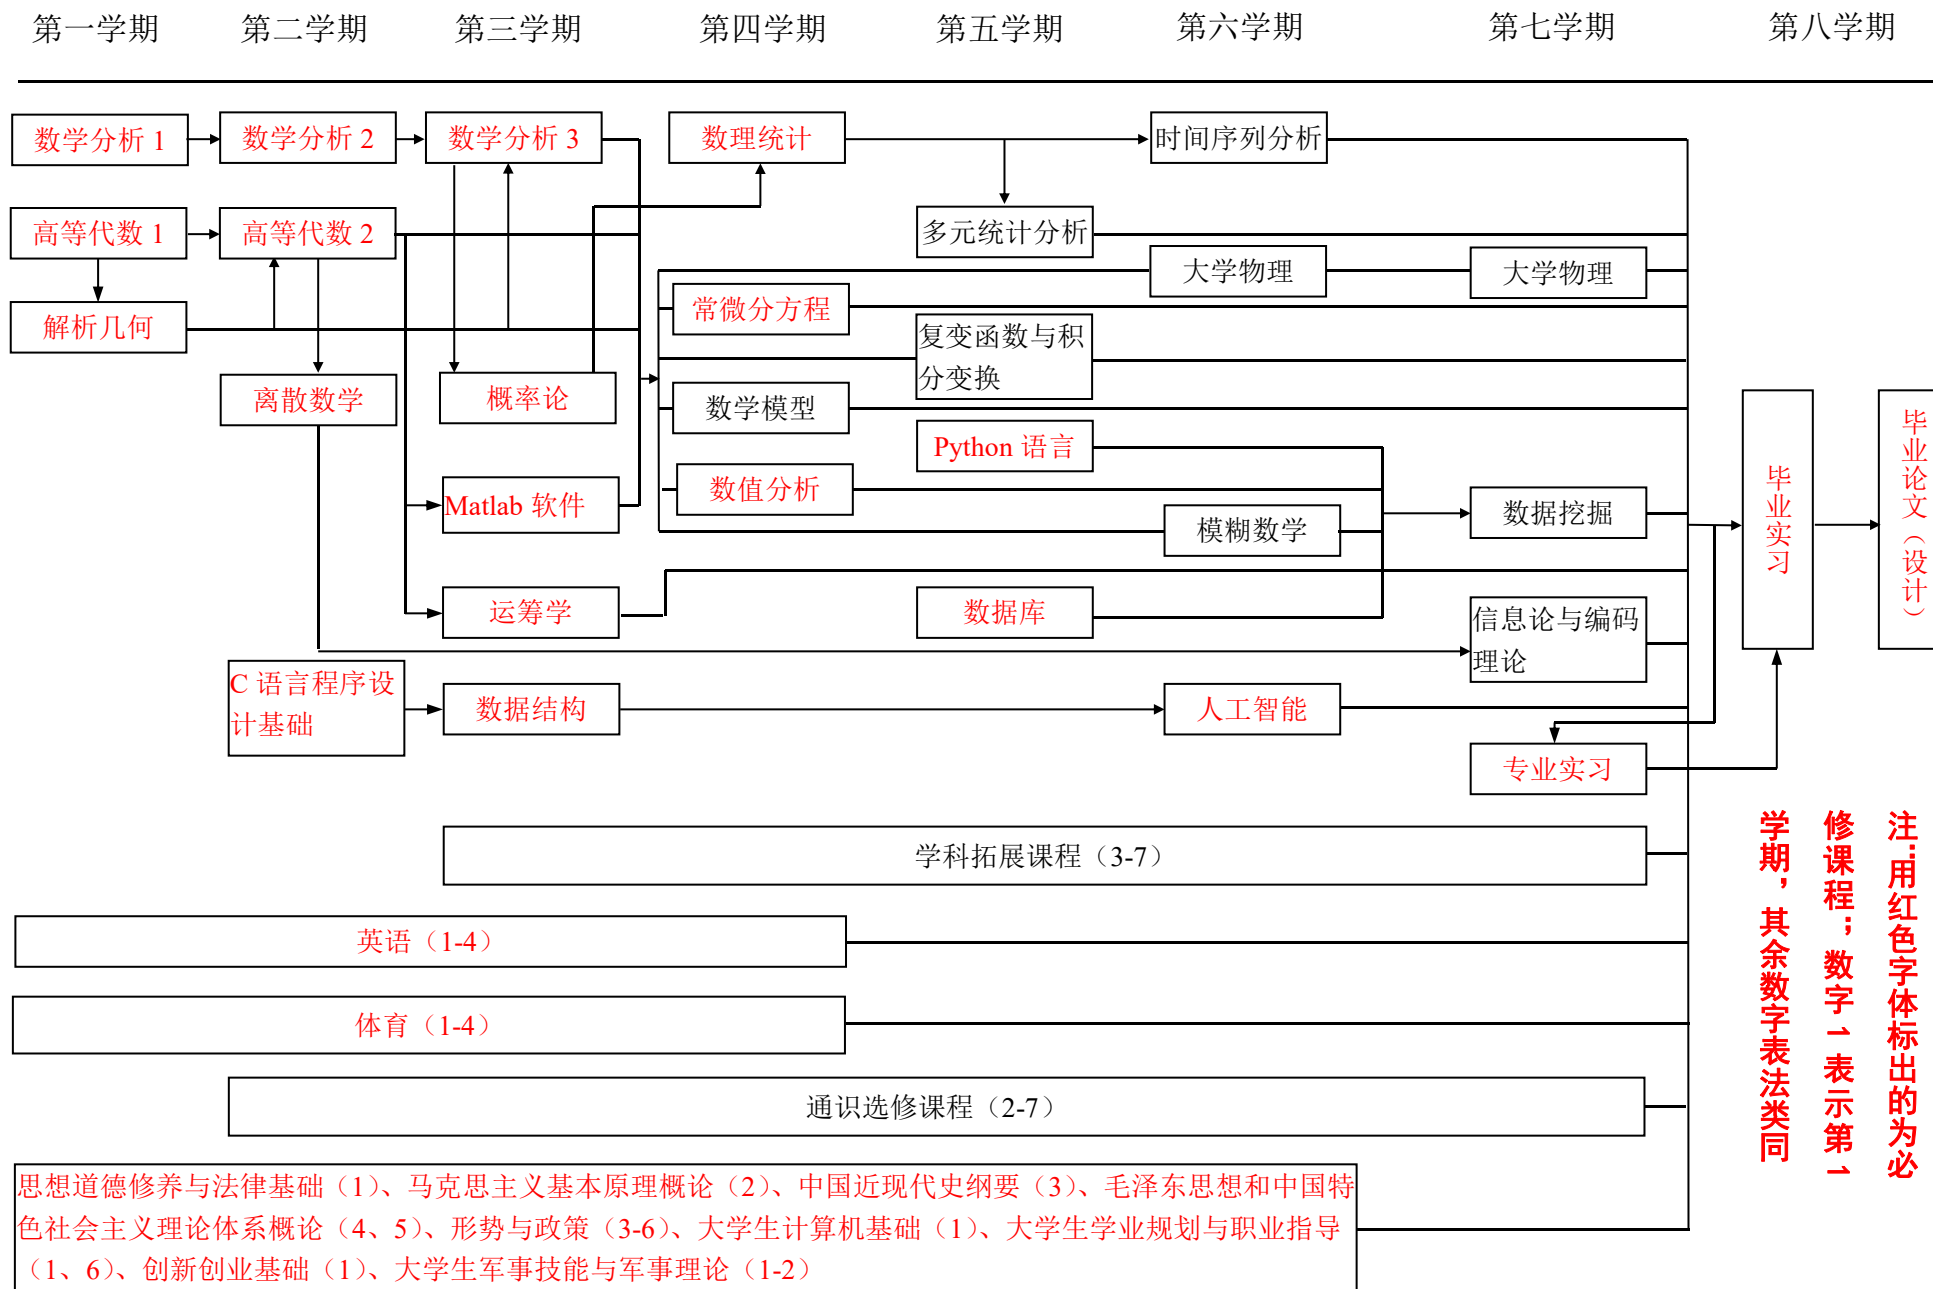 第一学期
第二学期
第三学期
第四学期
第五学期
第六学期
第七学期
第八学期
数学分析 1
数学分析 2
数学分析 3
数理统计
时间序列分析
高等代数 1
高等代数 2
多元统计分析
大学物理
大学物理
解析几何
常微分方程
复变函数与积
分变换
离散数学
概率论
数学模型
Python 语言
Matlab 软件
数值分析
模糊数学
数据挖掘
毕业实习
毕业论文（设计）
运筹学
数据库
信息论与编码
理论
C 语言程序设
计基础
数据结构
人工智能
专业实习
学科拓展课程（3-7）
英语（1-4）
体育（1-4）
通识选修课程（2-7）
思想道德修养与法律基础（1）、马克思主义基本原理概论（2）、中国近现代史纲要（3）、毛泽东思想和中国特
色社会主义理论体系概论（4、5）、形势与政策（3-6）、大学生计算机基础（1）、大学生学业规划与职业指导
（1、6）、创新创业基础（1）、大学生军事技能与军事理论（1-2）
注：用红色字体标出的为必
修课程；数字 1 表示第 1
学期，其余数字表法类同